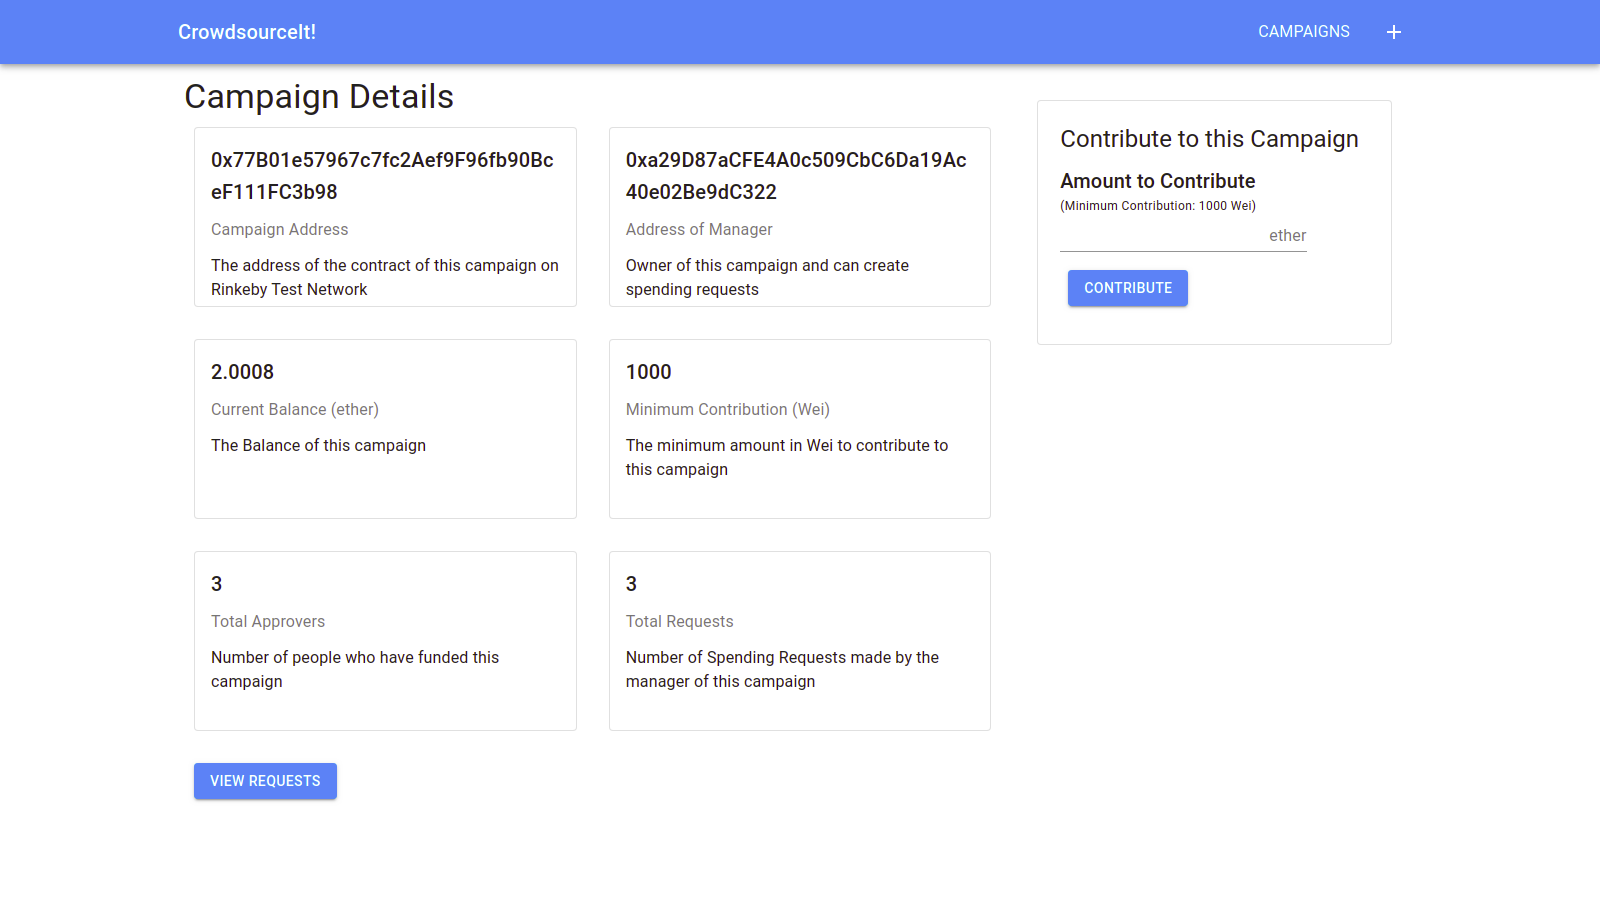 CrowdsourceIt!
CAMPAIGNS
Campaign Details
0x77B01e57967c7fc2Aef9F96fb90Bc
eF111FC3b98
Campaign Address
The address of the contract of this campaign on
Rinkeby Test Network
0xa29D87aCFE4A0c509CbC6Da19Ac
40e02Be9dC322
Address of Manager
Owner of this campaign and can create
spending requests
2.0008
Current Balance (ether)
The Balance of this campaign
1000
Minimum Contribution (Wei)
The minimum amount in Wei to contribute to
this campaign
3
Total Approvers
Number of people who have funded this
campaign
3
Total Requests
Number of Spending Requests made by the
manager of this campaign
VIEW REQUESTS
Contribute to this Campaign
Amount to Contribute
(Minimum Contribution: 1000 Wei)
ether
CONTRIBUTE